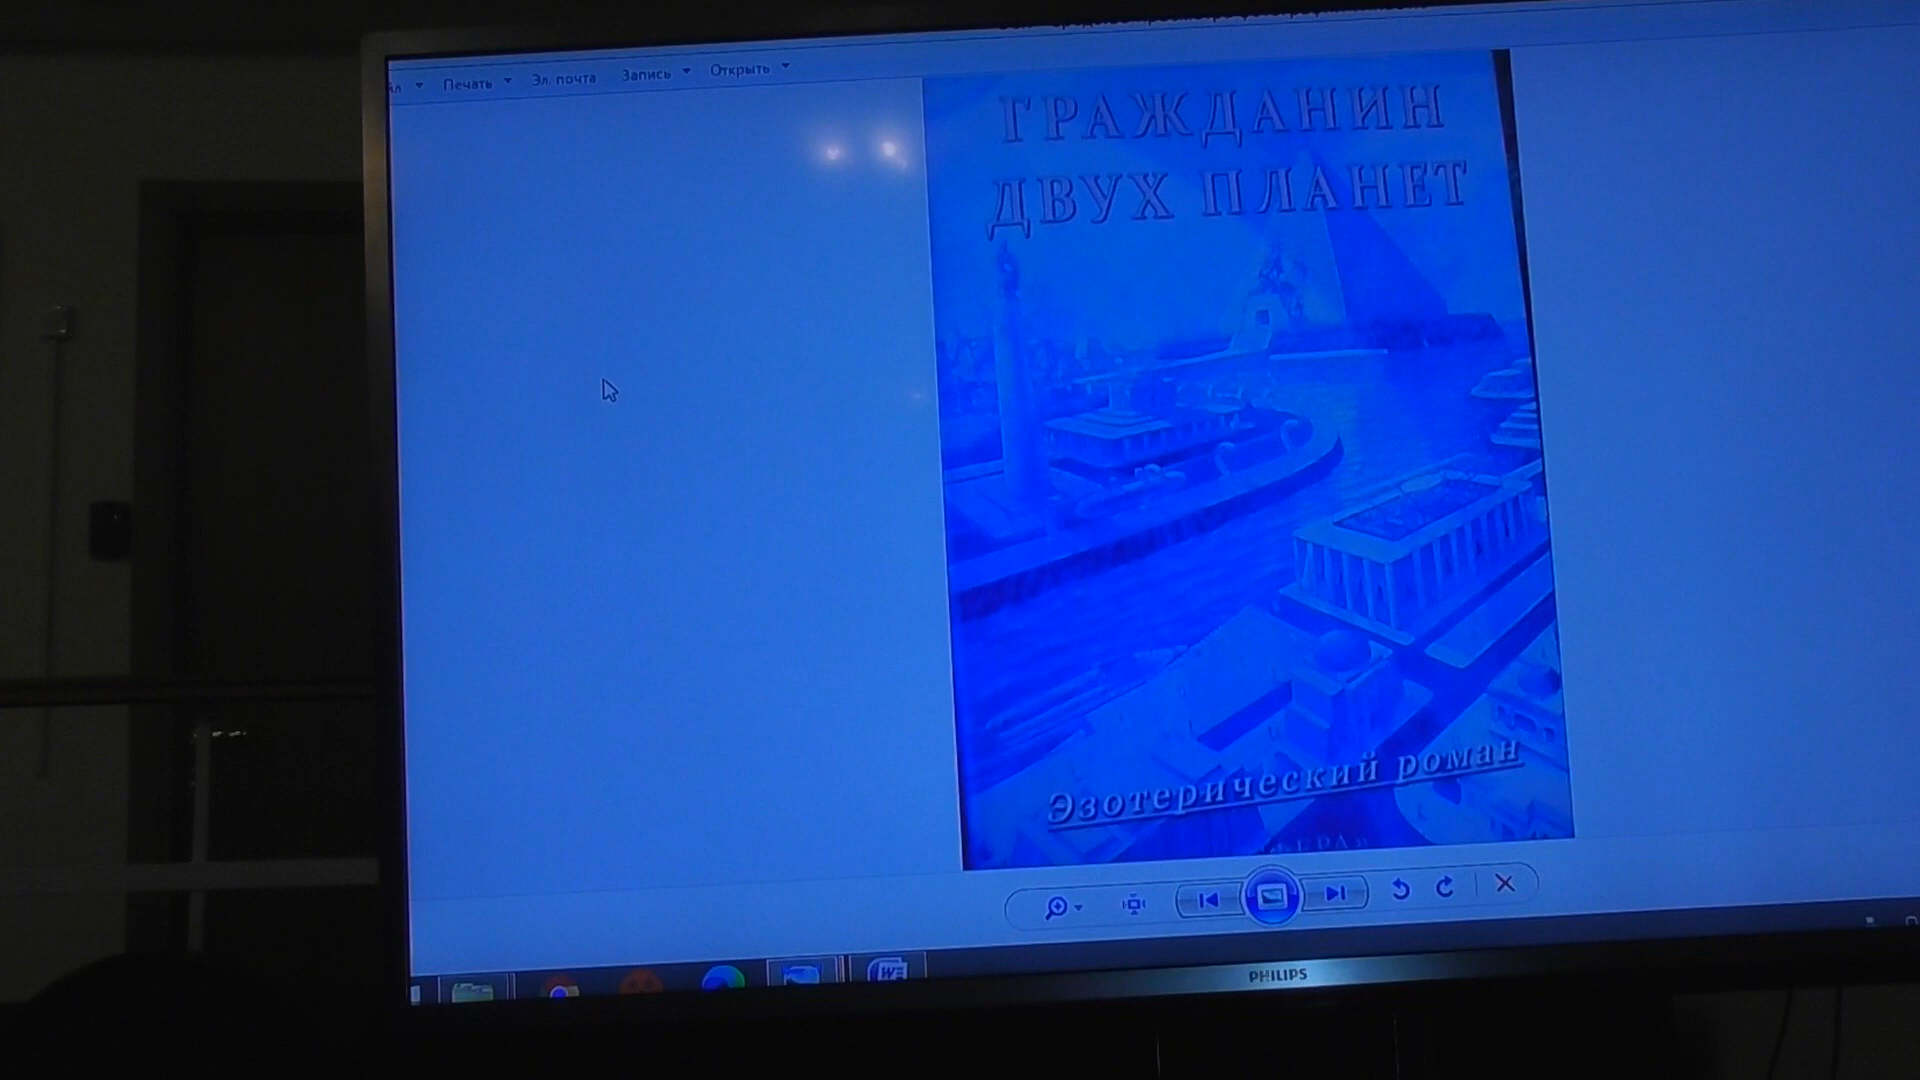 Печать
Эл. почта
Запись
Открыть
ГРАЖДАНИН
ДВУХ ПЛАНЕТ
Эзотерический роман
PHILIPS